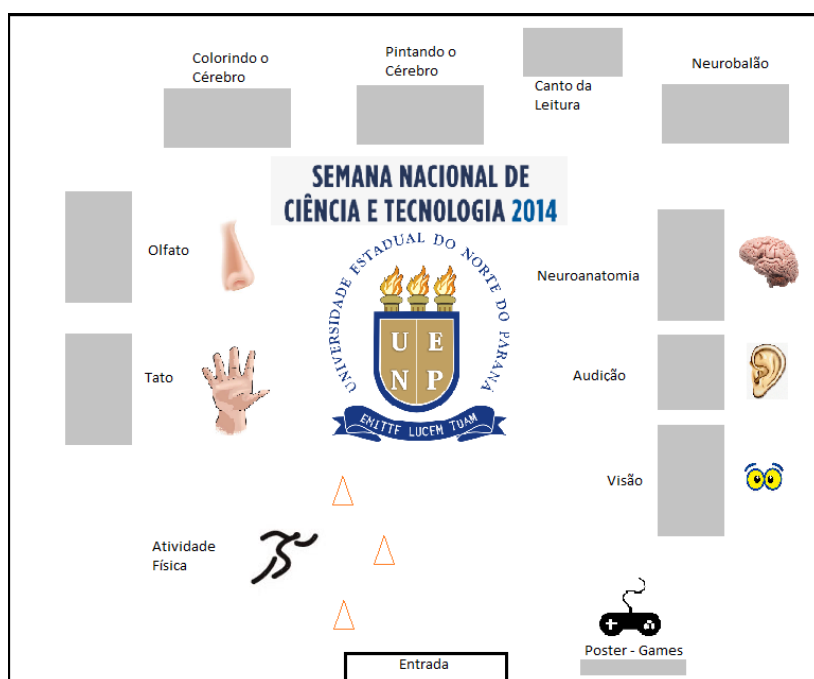 Colorindo o
Cérebro
Pintando o
Cérebro
Canto da
Leitura
Neurobalão
SEMANA NACIONAL DE
CIÊNCIA E TECNOLOGIA 2014
UNIVERSIDADE ESTADUAL DO NORTE DO PARANÁ
U E
N P
EMITTE LUCEM TUAM
Olfato
Neuroanatomia
Tato
Audição
Visão
Atividade
Física
Poster - Games
Entrada